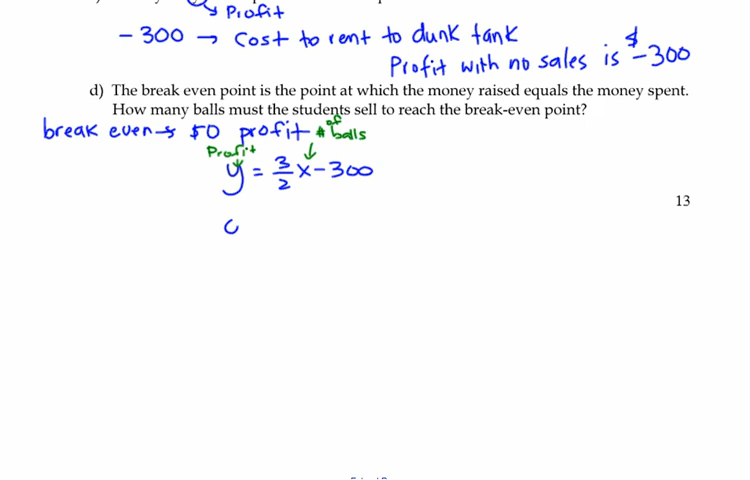 Profit
- 300 → Cost to rent to dunk tank
Profit with no sales is $-300
d) The break even point is the point at which the money raised equals the money spent.
How many balls must the students sell to reach the break-even point?
break even → $0 profit # of balls
Profit
y = 3/2 x - 300
13
0